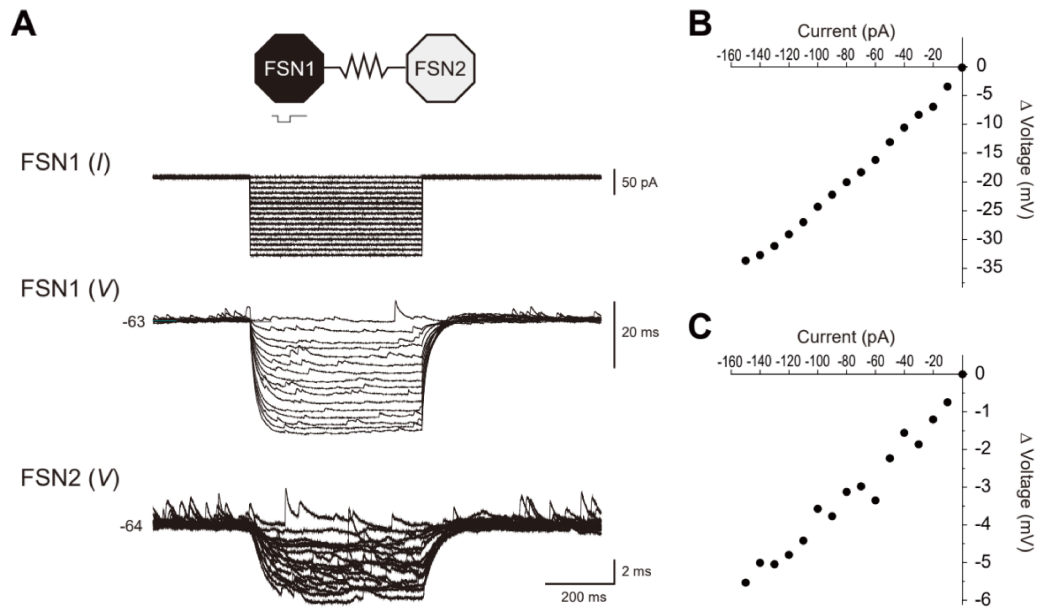 A
FSN1
FSN2
FSN1 (I)
50 pA
FSN1 (V)
-63
20 ms
FSN2 (V)
-64
2 ms
200 ms
B
Current (pA)
-160 -140 -120 -100 -80 -60 -40 -20
0
-5
-10
-15
-20
-25
-30
-35
Δ Voltage (mV)
C
Current (pA)
-160 -140 -120 -100 -80 -60 -40 -20
0
-1
-2
-3
-4
-5
-6
Δ Voltage (mV)